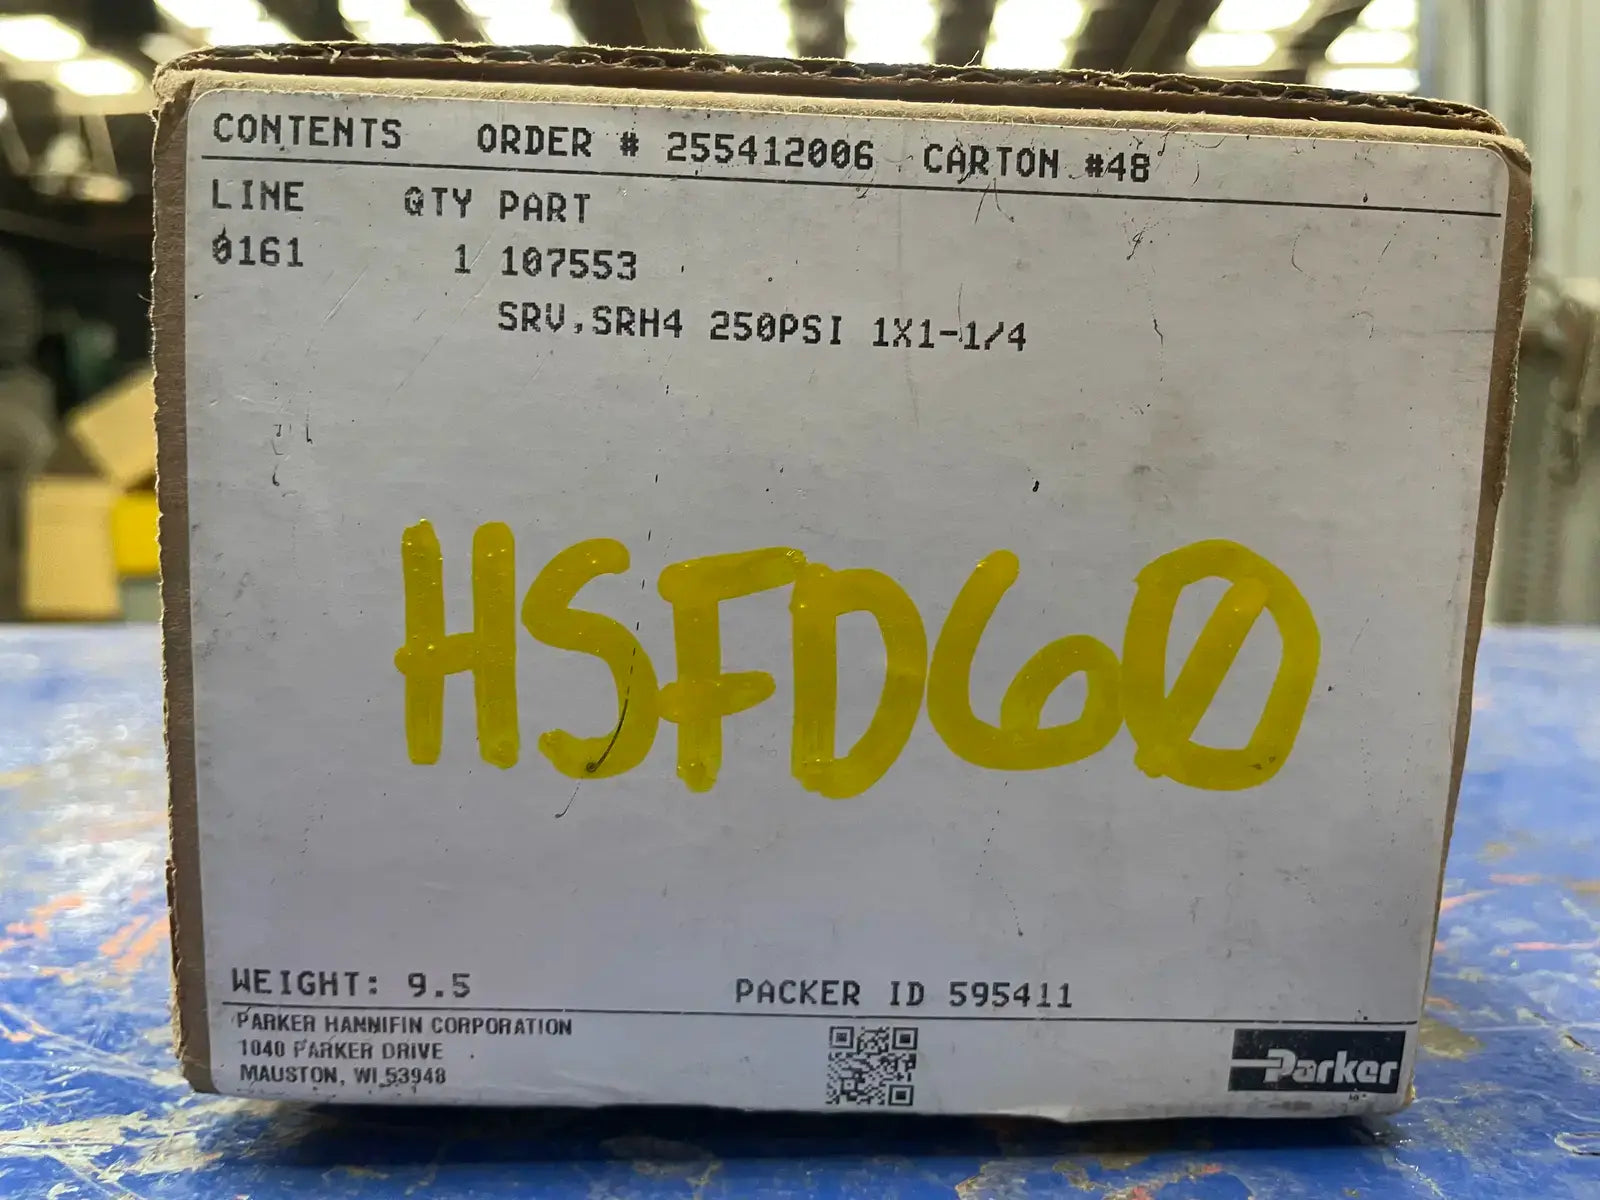 CONTENTS ORDER # 255412006 CARTON #48
LINE QTY PART
0161 1 107553
SRV,SRH4 250PSI 1X1-1/4
HSFD60
WEIGHT: 9.5 PACKER ID 595411
PARKER HANNIFIN CORPORATION
1040 PARKER DRIVE
MAUSTON, WI 53948
Parker